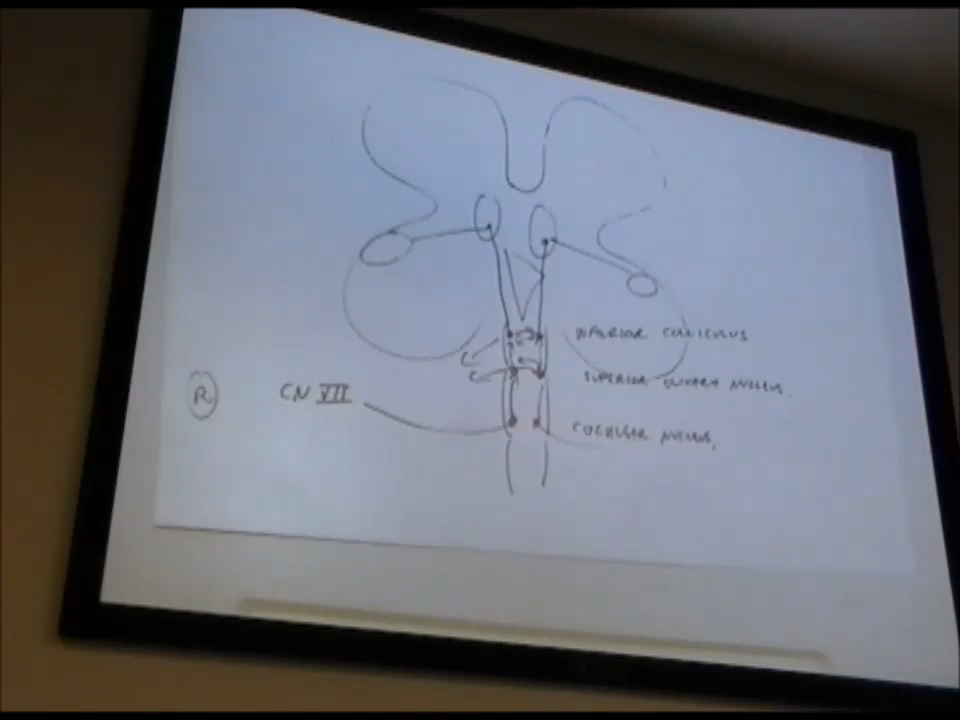 INFERIOR COLLICULUS
SUPERIOR OLIVARY NUCLEUS.
R CN VII
COCHLEAR NUCLEUS,
C
C